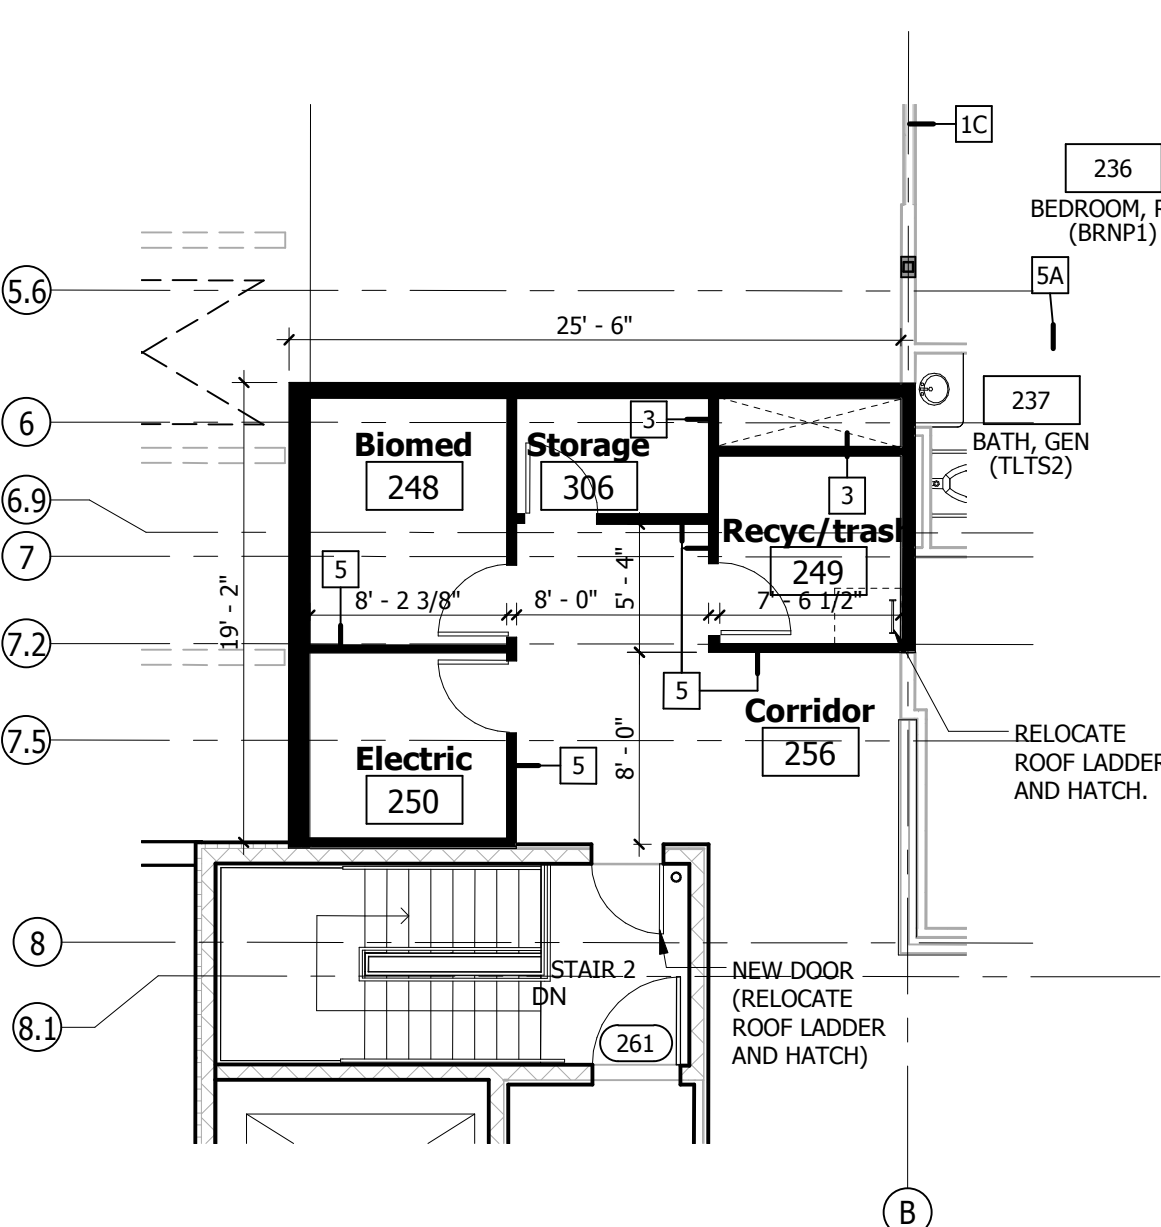 1C
236
BEDROOM, P
(BRNP1)
5A
5.6
25' - 6"
6
3
237
BATH, GEN
(TLTS2)
Biomed
248
Storage
306
3
6.9
Recyc/trash
249
7
5
8' - 2 3/8"
8' - 0"
5' - 4"
7' - 6 1/2"
19' - 2"
7.2
5
Corridor
256
7.5
RELOCATE
ROOF LADDER
AND HATCH.
Electric
250
5
8' - 0"
8
STAIR 2
DN
NEW DOOR
(RELOCATE
ROOF LADDER
AND HATCH)
8.1
261
B